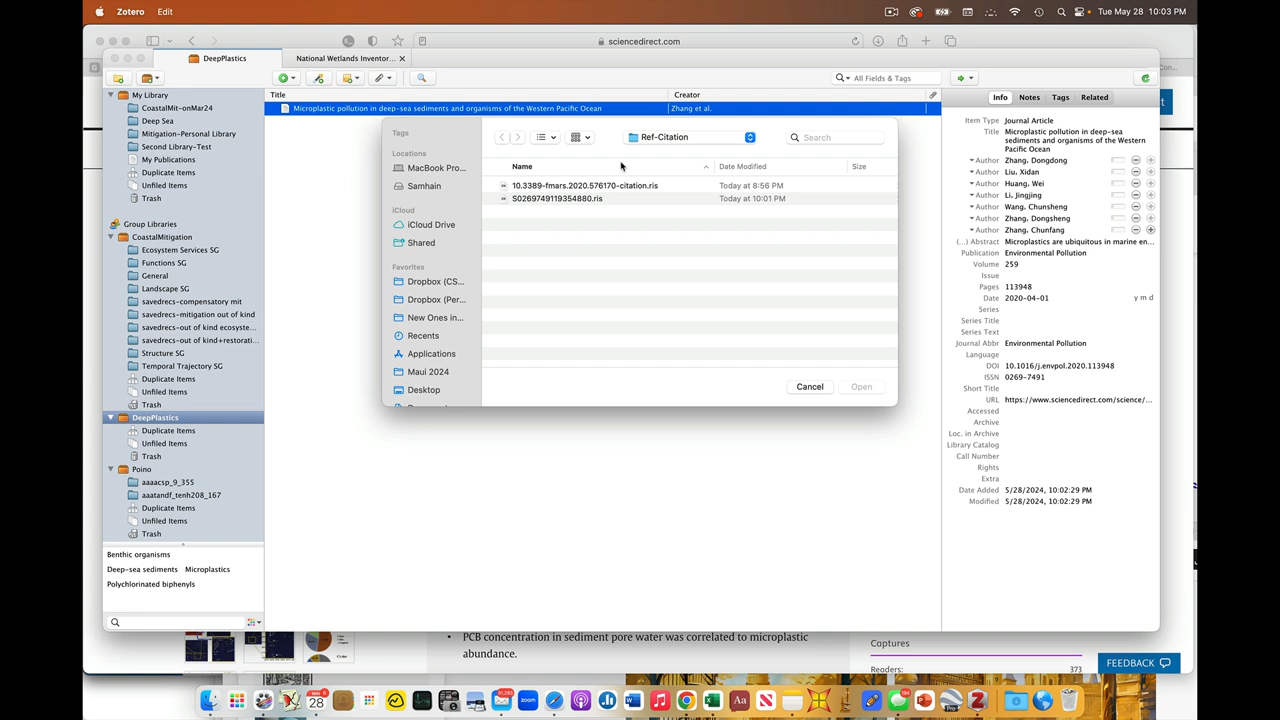 Zotero Edit Tue May 28 10:03 PM
sciencedirect.com
DeepPlastics
National Wetlands Inventor...
All Fields & Tags
My Library
CoastalMit-onMar24
Deep Sea
Mitigation-Personal Library
Second Library-Test
My Publications
Duplicate Items
Unfiled Items
Trash
Group Libraries
CoastalMitigation
Ecosystem Services SG
Functions SG
General
Landscape SG
savedrecs-compensatory mit
savedrecs-mitigation out of kind
savedrecs-out of kind ecosyste...
savedrecs-out of kind+restorati...
Structure SG
Temporal Trajectory SG
Duplicate Items
Unfiled Items
Trash
DeepPlastics
Duplicate Items
Unfiled Items
Trash
Poino
aaaacsp_9_355
aaatandf_tenh208_167
Duplicate Items
Unfiled Items
Trash
Benthic organisms
Deep-sea sediments Microplastics
Polychlorinated biphenyls
Title Creator
Microplastic pollution in deep-sea sediments and organisms of the Western Pacific Ocean Zhang et al.
Tags
Locations
MacBook Pro...
Samhain
iCloud
iCloud Drive
Shared
Favorites
Dropbox (CS...
Dropbox (Per...
New Ones in...
Recents
Applications
Maui 2024
Desktop
Ref-Citation
Search
Name Date Modified Size
10.3389-fmars.2020.576170-citation.ris Today at 8:56 PM
S0269749119354880.ris Today at 10:01 PM
Cancel Open
Info Notes Tags Related
Item Type Journal Article
Title Microplastic pollution in deep-sea
sediments and organisms of the Western
Pacific Ocean
Author Zhang, Dongdong
Author Liu, Xidan
Author Huang, Wei
Author Li, Jingjing
Author Wang, Chunsheng
Author Zhang, Dongsheng
Author Zhang, Chunfang
(...) Abstract Microplastics are ubiquitous in marine en...
Publication Environmental Pollution
Volume 259
Issue
Pages 113948
Date 2020-04-01 y m d
Series
Series Title
Series Text
Journal Abbr Environmental Pollution
Language
DOI 10.1016/j.envpol.2020.113948
ISSN 0269-7491
Short Title
URL https://www.sciencedirect.com/science/...
Accessed
Archive
Loc. in Archive
Library Catalog
Call Number
Rights
Extra
Date Added 5/28/2024, 10:02:29 PM
Modified 5/28/2024, 10:02:29 PM
PCB concentration in sediment pore water was correlated to microplastic
abundance.
Captures
Readers: 373
FEEDBACK